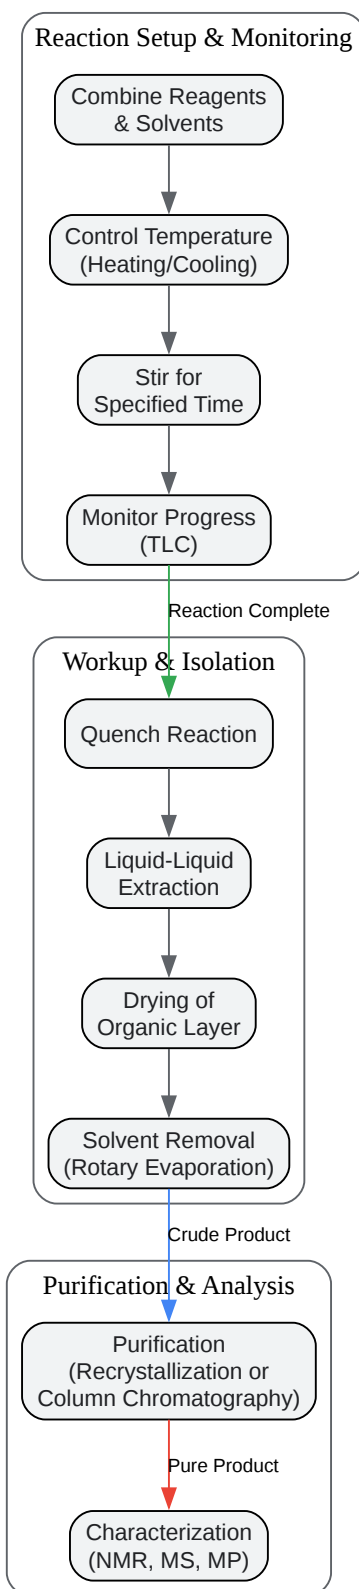 Reaction Setup & Monitoring
Combine Reagents
& Solvents
Control Temperature
(Heating/Cooling)
Stir for
Specified Time
Monitor Progress
(TLC)
Reaction Complete
Workup & Isolation
Quench Reaction
Liquid-Liquid
Extraction
Drying of
Organic Layer
Solvent Removal
(Rotary Evaporation)
Crude Product
Purification & Analysis
Purification
(Recrystallization or
Column Chromatography)
Pure Product
Characterization
(NMR, MS, MP)